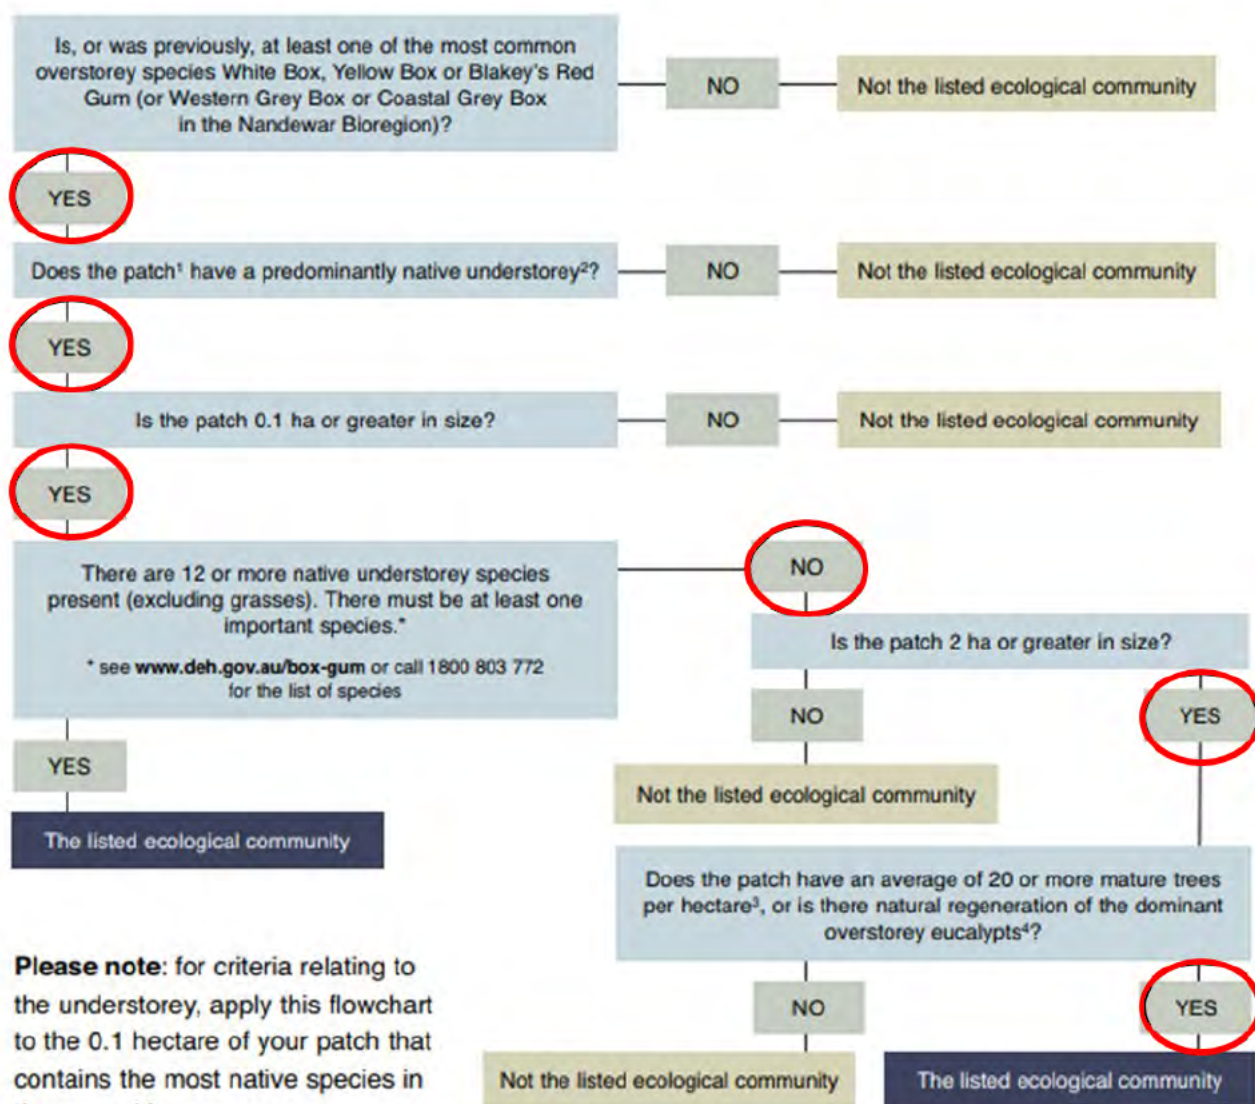 Is, or was previously, at least one of the most common
overstorey species White Box, Yellow Box or Blakey's Red
Gum (or Western Grey Box or Coastal Grey Box
in the Nandewar Bioregion)?
NO
Not the listed ecological community
YES
Does the patch¹ have a predominantly native understorey²?
NO
Not the listed ecological community
YES
Is the patch 0.1 ha or greater in size?
NO
Not the listed ecological community
YES
There are 12 or more native understorey species
present (excluding grasses). There must be at least one
important species.*
* see www.deh.gov.au/box-gum or call 1800 803 772
for the list of species
NO
Is the patch 2 ha or greater in size?
NO
YES
YES
Not the listed ecological community
The listed ecological community
Does the patch have an average of 20 or more mature trees
per hectare³, or is there natural regeneration of the dominant
overstorey eucalypts⁴?
NO
YES
Not the listed ecological community
The listed ecological community
Please note: for criteria relating to
the understorey, apply this flowchart
to the 0.1 hectare of your patch that
contains the most native species in